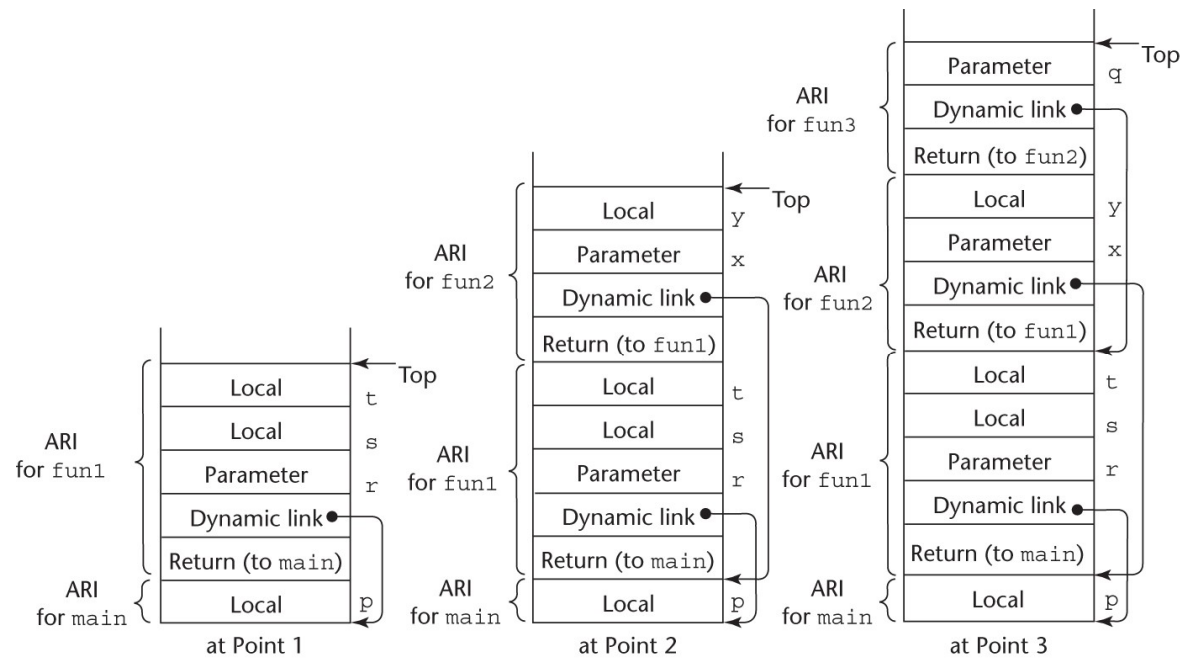 Top
Local
t
Local
s
Parameter
r
Dynamic link
Return (to main)
Local
p
ARI
for fun1
ARI
for main
at Point 1
Top
Local
y
Parameter
x
Dynamic link
Return (to fun1)
Local
t
Local
s
Parameter
r
Dynamic link
Return (to main)
Local
p
ARI
for fun2
ARI
for fun1
ARI
for main
at Point 2
Top
Parameter
q
Dynamic link
Return (to fun2)
Local
y
Parameter
x
Dynamic link
Return (to fun1)
Local
t
Local
s
Parameter
r
Dynamic link
Return (to main)
Local
p
ARI
for fun3
ARI
for fun2
ARI
for fun1
ARI
for main
at Point 3